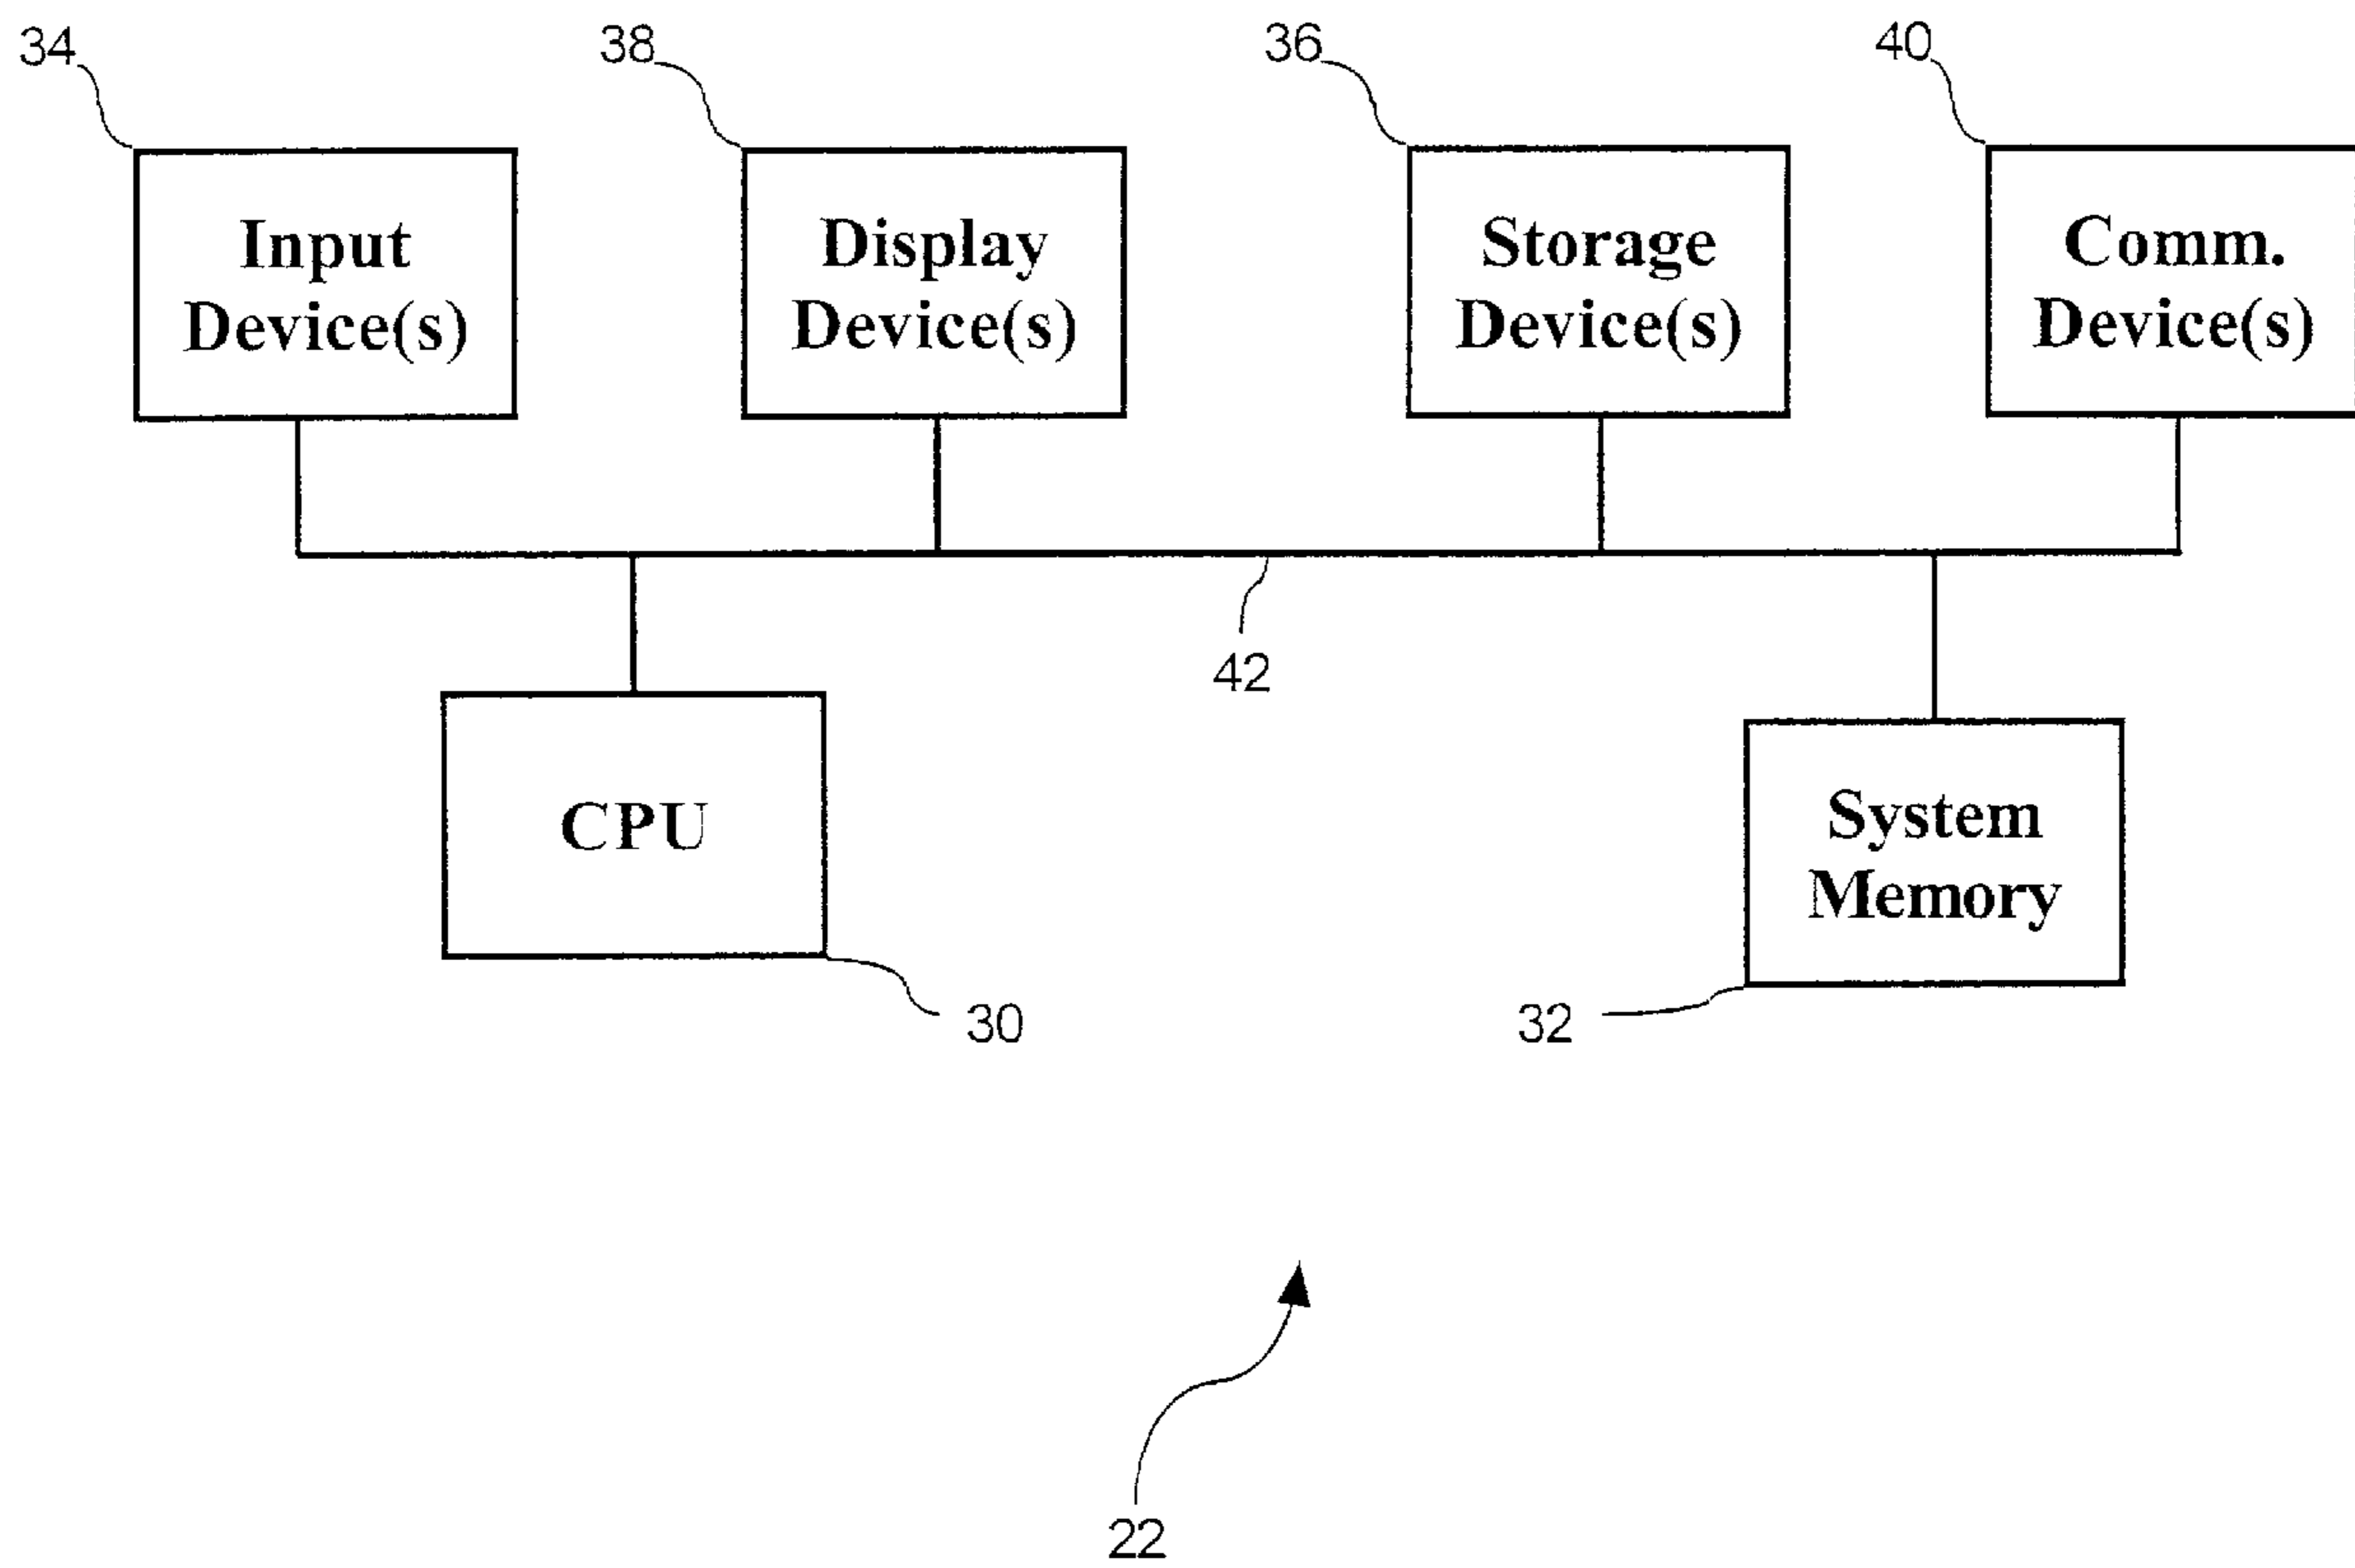 34
38
36
40
Input
Device(s)
Display
Device(s)
Storage
Device(s)
Comm.
Device(s)
42
CPU
System
Memory
30
32
22